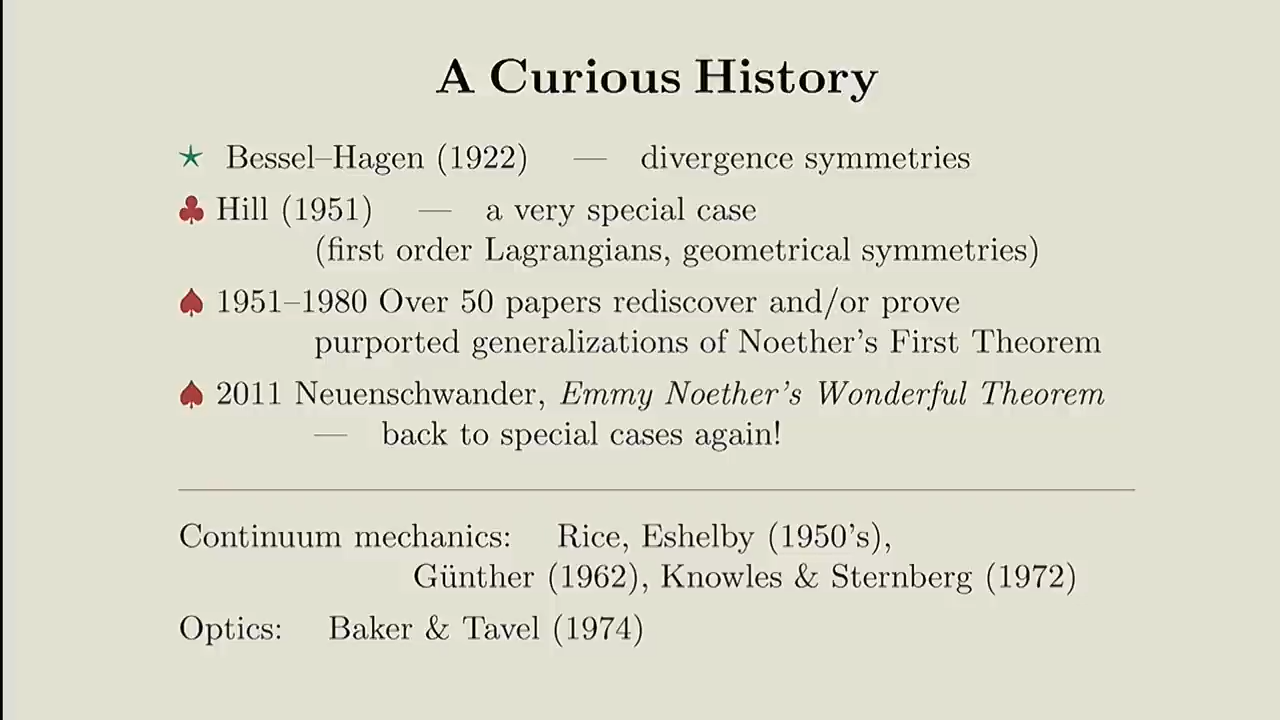 A Curious History
★ Bessel–Hagen (1922) — divergence symmetries
♣ Hill (1951) — a very special case
(first order Lagrangians, geometrical symmetries)
♠ 1951–1980 Over 50 papers rediscover and/or prove
purported generalizations of Noether's First Theorem
♠ 2011 Neuenschwander, Emmy Noether's Wonderful Theorem
— back to special cases again!
Continuum mechanics: Rice, Eshelby (1950's),
Günther (1962), Knowles & Sternberg (1972)
Optics: Baker & Tavel (1974)